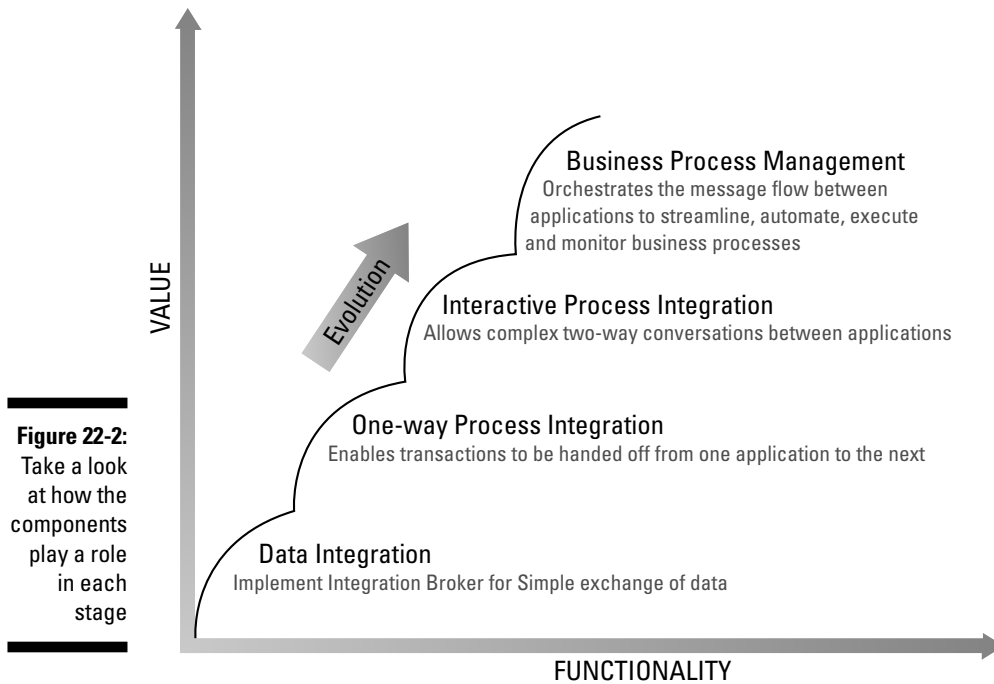 VALUE
Evolution
Business Process Management
Orchestrates the message flow between
applications to streamline, automate, execute
and monitor business processes
Interactive Process Integration
Allows complex two-way conversations between applications
One-way Process Integration
Enables transactions to be handed off from one application to the next
Data Integration
Implement Integration Broker for Simple exchange of data
FUNCTIONALITY
Figure 22-2:
Take a look
at how the
components
play a role
in each
stage